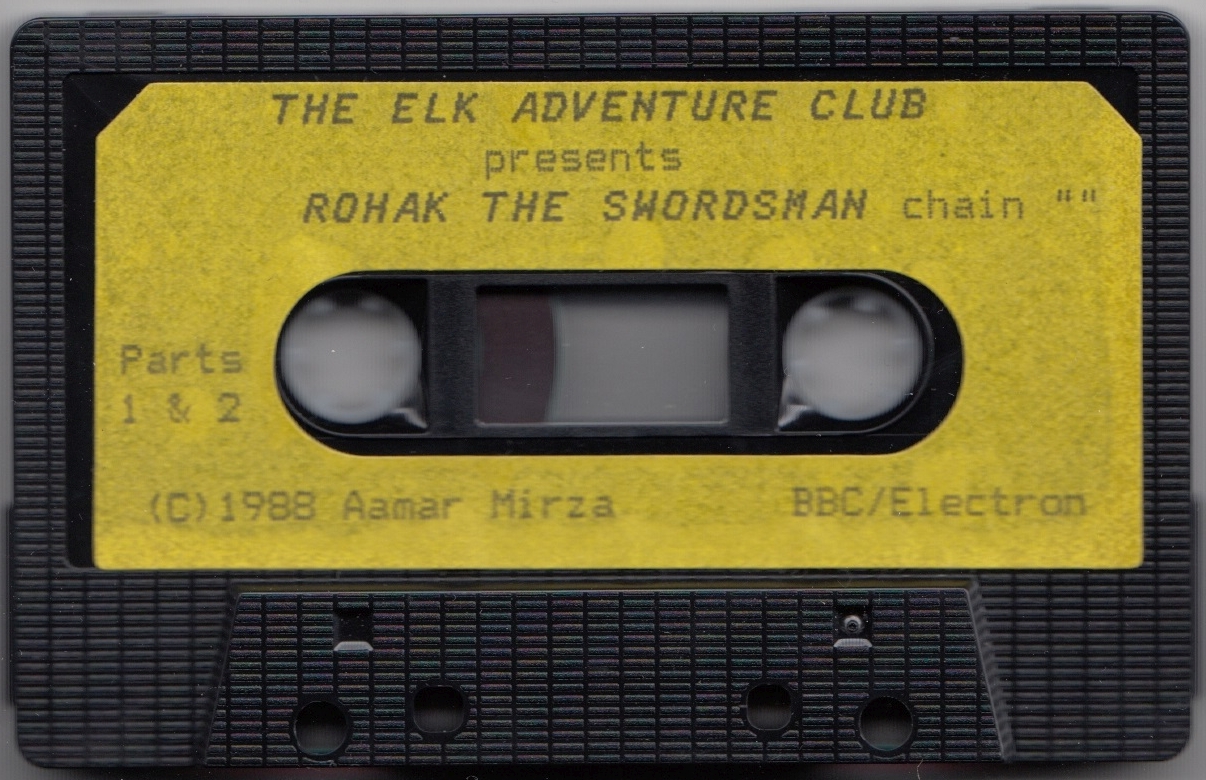 THE ELK ADVENTURE CLUB
presents
ROHAK THE SWORDSMAN chain ""
Parts
1 & 2
(C)1988 Aamar Mirza
BBC/Electron